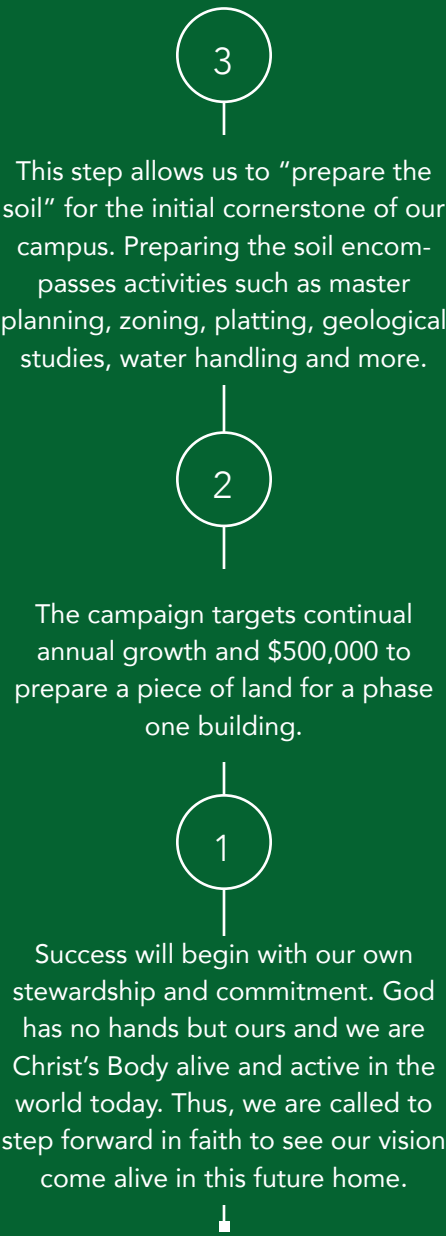 3
This step allows us to “prepare the
soil” for the initial cornerstone of our
campus. Preparing the soil encom-
passes activities such as master
planning, zoning, platting, geological
studies, water handling and more.
2
The campaign targets continual
annual growth and $500,000 to
prepare a piece of land for a phase
one building.
1
Success will begin with our own
stewardship and commitment. God
has no hands but ours and we are
Christ’s Body alive and active in the
world today. Thus, we are called to
step forward in faith to see our vision
come alive in this future home.